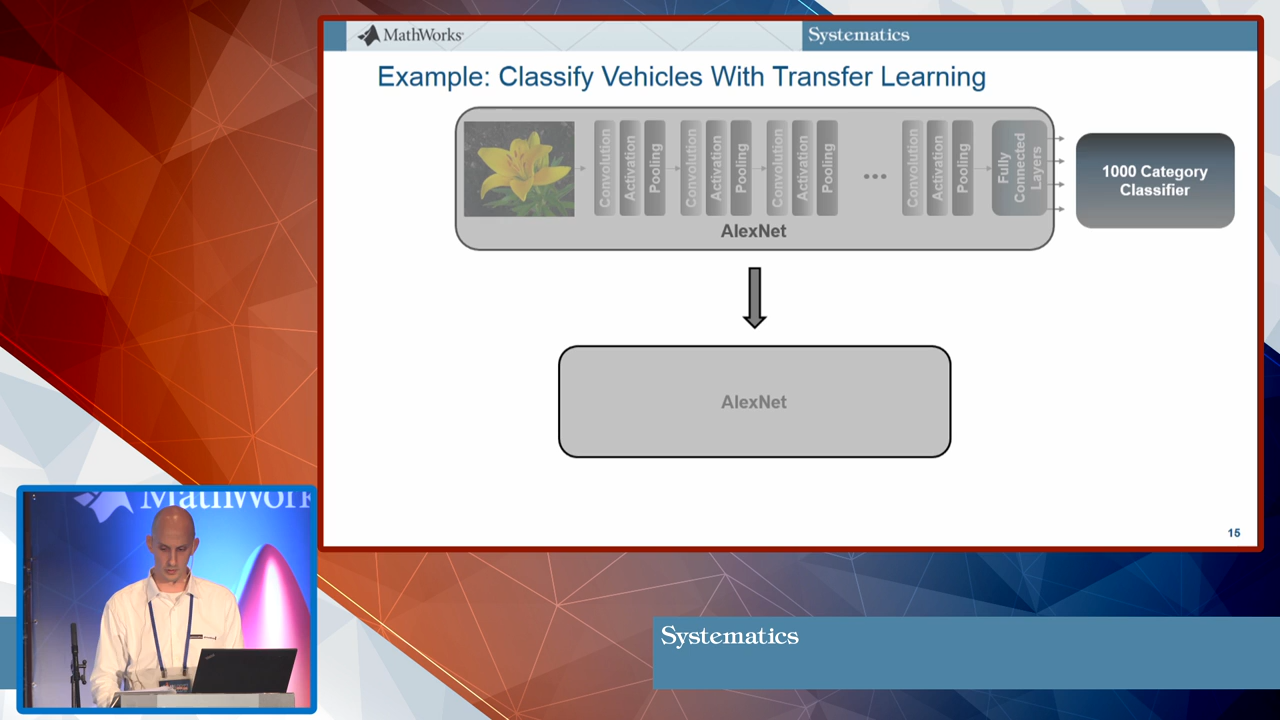 MathWorks®
Systematics
Example: Classify Vehicles With Transfer Learning
Convolution
Activation
Pooling
Convolution
Activation
Pooling
Convolution
Activation
Pooling
...
Convolution
Activation
Pooling
Fully
Connected
Layers
1000 Category
Classifier
AlexNet
AlexNet
15
MathWork
Systematics